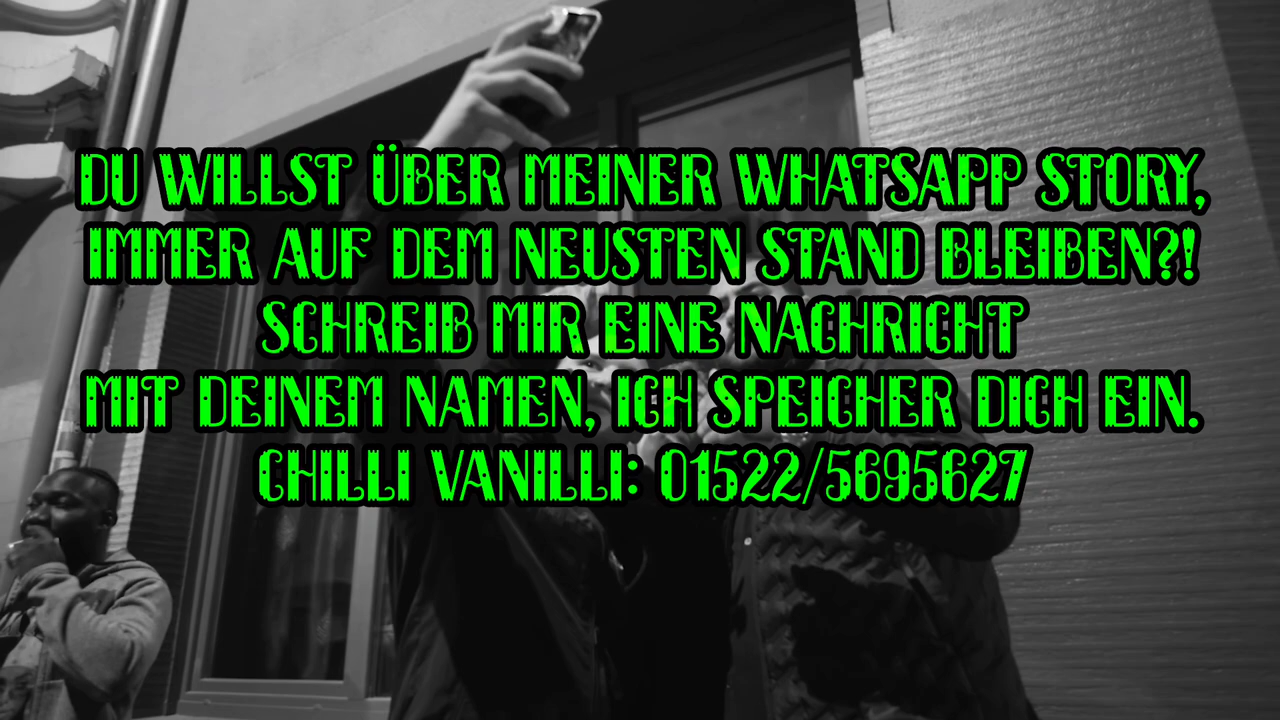 DU WILLST ÜBER MEINER WHATSAPP STORY,
IMMER AUF DEM NEUSTEN STAND BLEIBEN?!
SCHREIB MIR EINE NACHRICHT
MIT DEINEM NAMEN, ICH SPEICHER DICH EIN.
CHILLI VANILLI: 01522/5695627